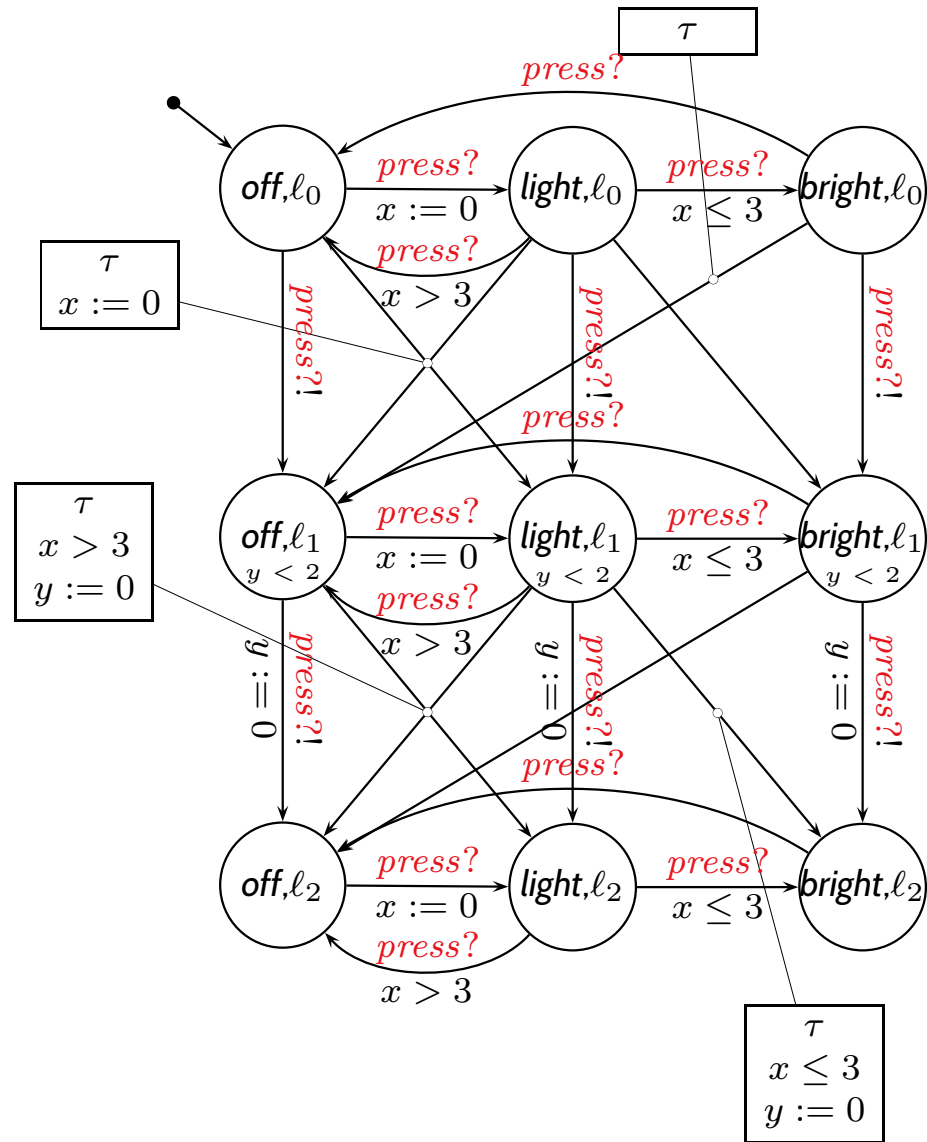 τ
press?
off,ℓ₀
press?
x := 0
light,ℓ₀
press?
x ≤ 3
bright,ℓ₀
press?
x > 3
τ
x := 0
press?!
press?!
press?!
press?
τ
x > 3
y := 0
off,ℓ₁
y < 2
press?
x := 0
light,ℓ₁
y < 2
press?
x ≤ 3
bright,ℓ₁
y < 2
press?
x > 3
y := 0
press?!
y := 0
press?!
y := 0
press?!
press?
off,ℓ₂
press?
x := 0
light,ℓ₂
press?
x ≤ 3
bright,ℓ₂
press?
x > 3
τ
x ≤ 3
y := 0